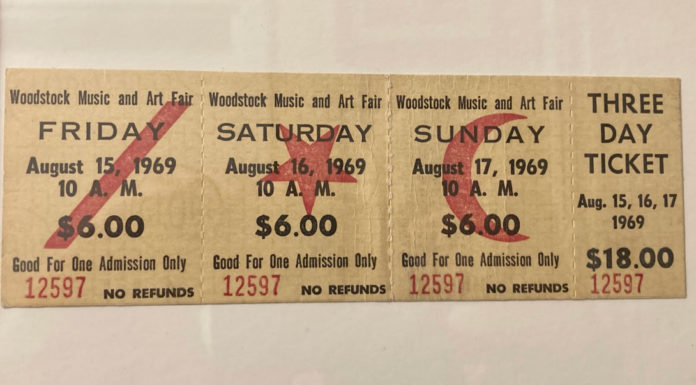 Woodstock Music and Art Fair
FRIDAY
August 15, 1969
10 A. M.
$6.00
Good For One Admission Only
12597 NO REFUNDS
Woodstock Music and Art Fair
SATURDAY
August 16, 1969
10 A. M.
$6.00
Good For One Admission Only
12597 NO REFUNDS
Woodstock Music and Art Fair
SUNDAY
August 17, 1969
10 A. M.
$6.00
Good For One Admission Only
12597 NO REFUNDS
THREE
DAY
TICKET
Aug. 15, 16, 17
1969
$18.00
12597